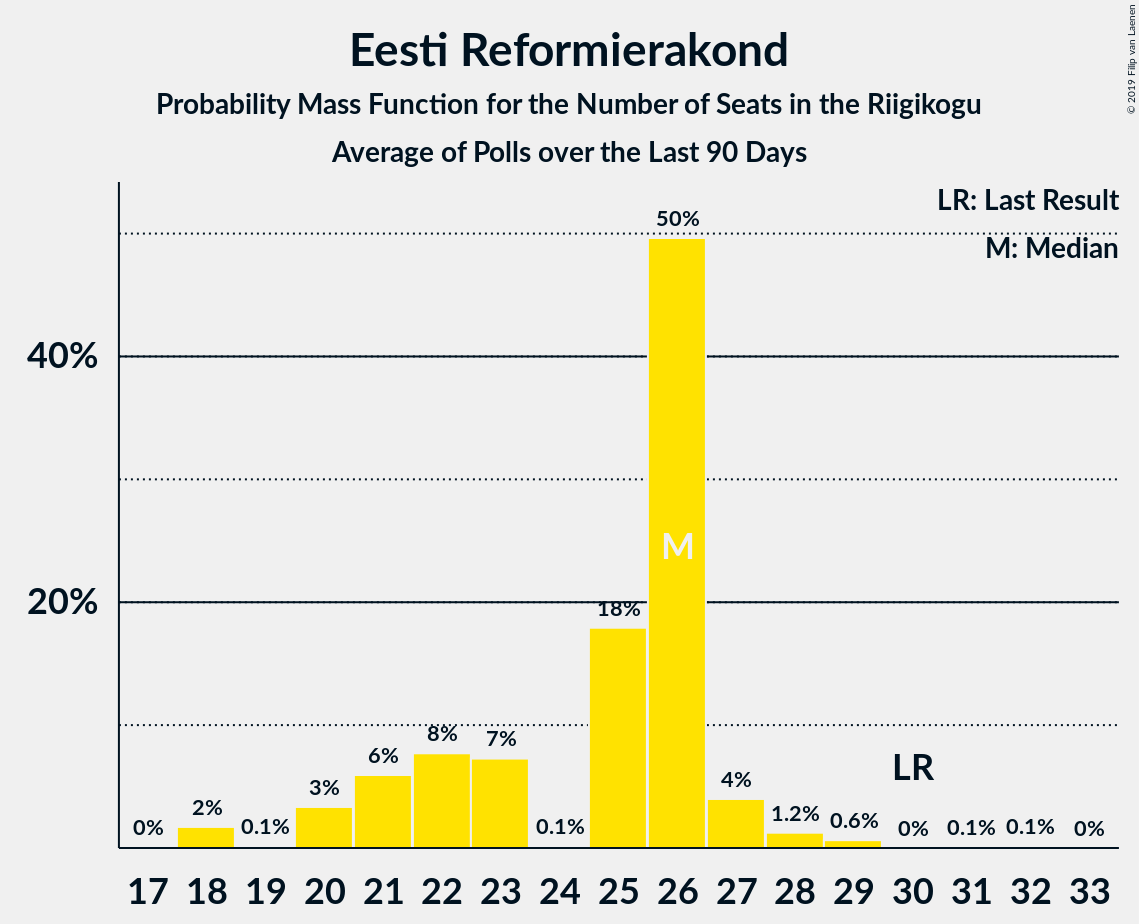 Eesti Reformierakond
Probability Mass Function for the Number of Seats in the Riigikogu
Average of Polls over the Last 90 Days
© 2019 Filip van Laenen
LR: Last Result
M: Median
40%
20%
0%
2%
0.1%
3%
6%
8%
7%
0.1%
18%
50%
M
4%
1.2%
0.6%
0%
LR
0.1%
0.1%
0%
17 18 19 20 21 22 23 24 25 26 27 28 29 30 31 32 33